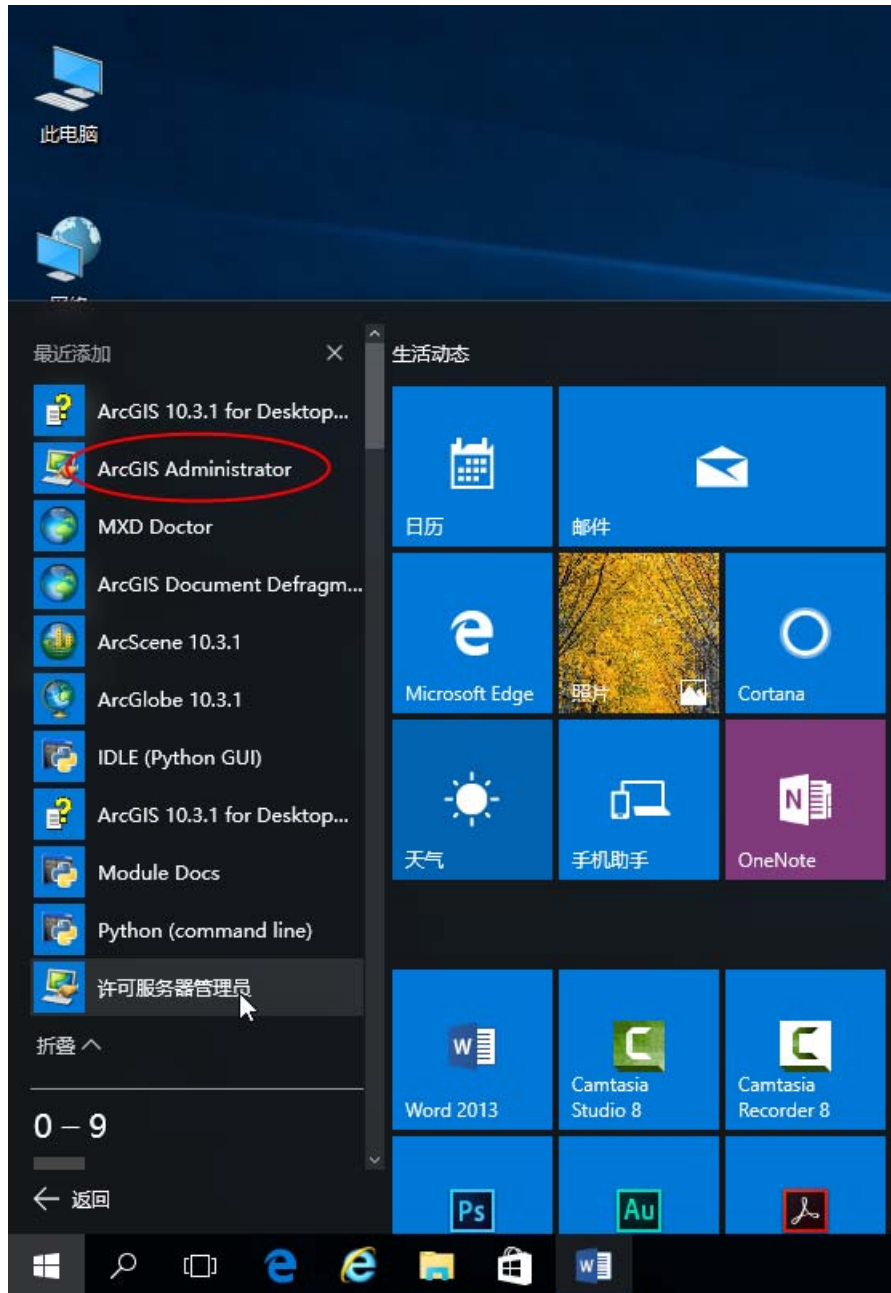 此电脑
网络
最近添加
ArcGIS 10.3.1 for Desktop...
ArcGIS Administrator
MXD Doctor
ArcGIS Document Defragm...
ArcScene 10.3.1
ArcGlobe 10.3.1
IDLE (Python GUI)
ArcGIS 10.3.1 for Desktop...
Module Docs
Python (command line)
许可服务器管理员
折叠
0 – 9
返回
生活动态
日历
邮件
Microsoft Edge
照片
Cortana
天气
手机助手
OneNote
Word 2013
Camtasia
Studio 8
Camtasia
Recorder 8
Ps
Au